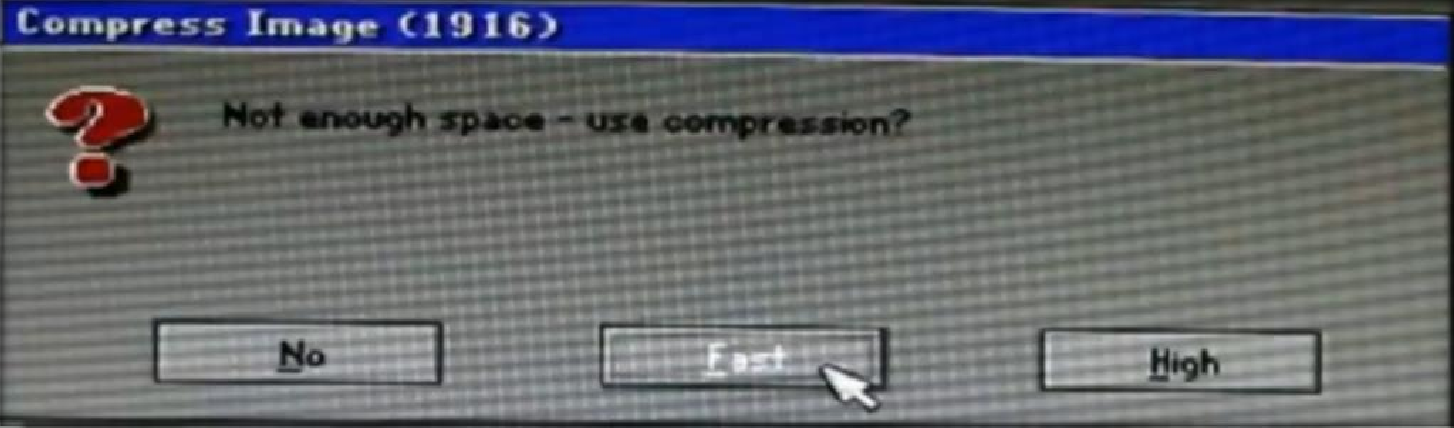 Compress Image (1916)
Not enough space - use compression?
No
Fast
High